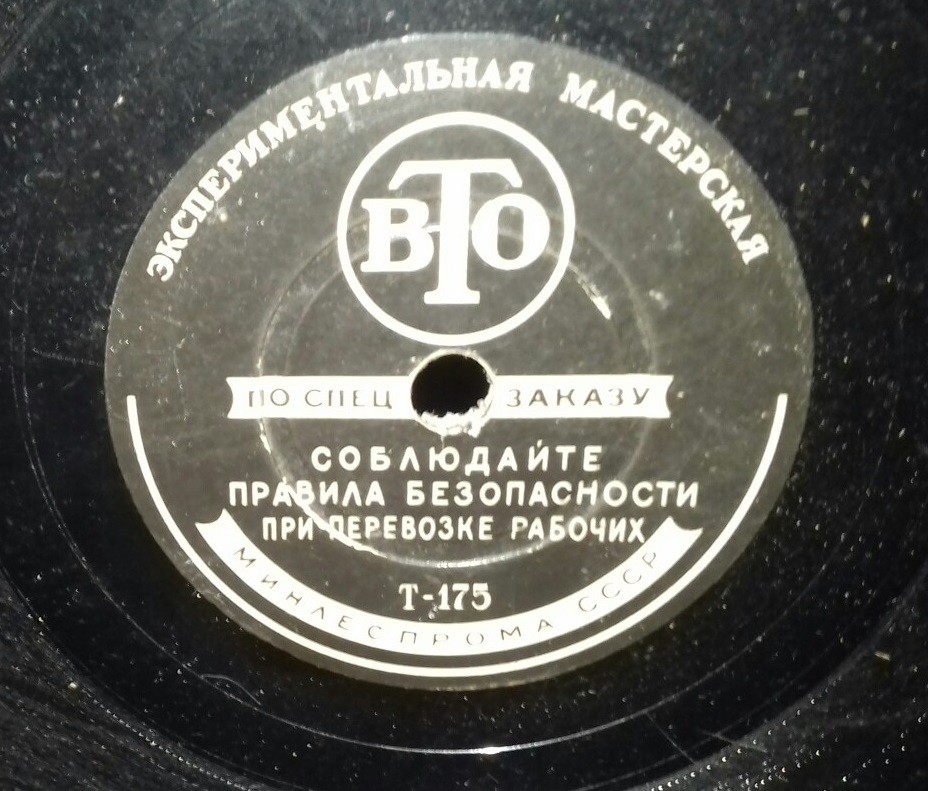 ЭКСПЕРИМЕНТАЛЬНАЯ МАСТЕРСКАЯ
ВТО
ПО СПЕЦ ЗАКАЗУ
СОБЛЮДАЙТЕ
ПРАВИЛА БЕЗОПАСНОСТИ
ПРИ ПЕРЕВОЗКЕ РАБОЧИХ
Т-175
МИНЛЕСПРОМА СССР